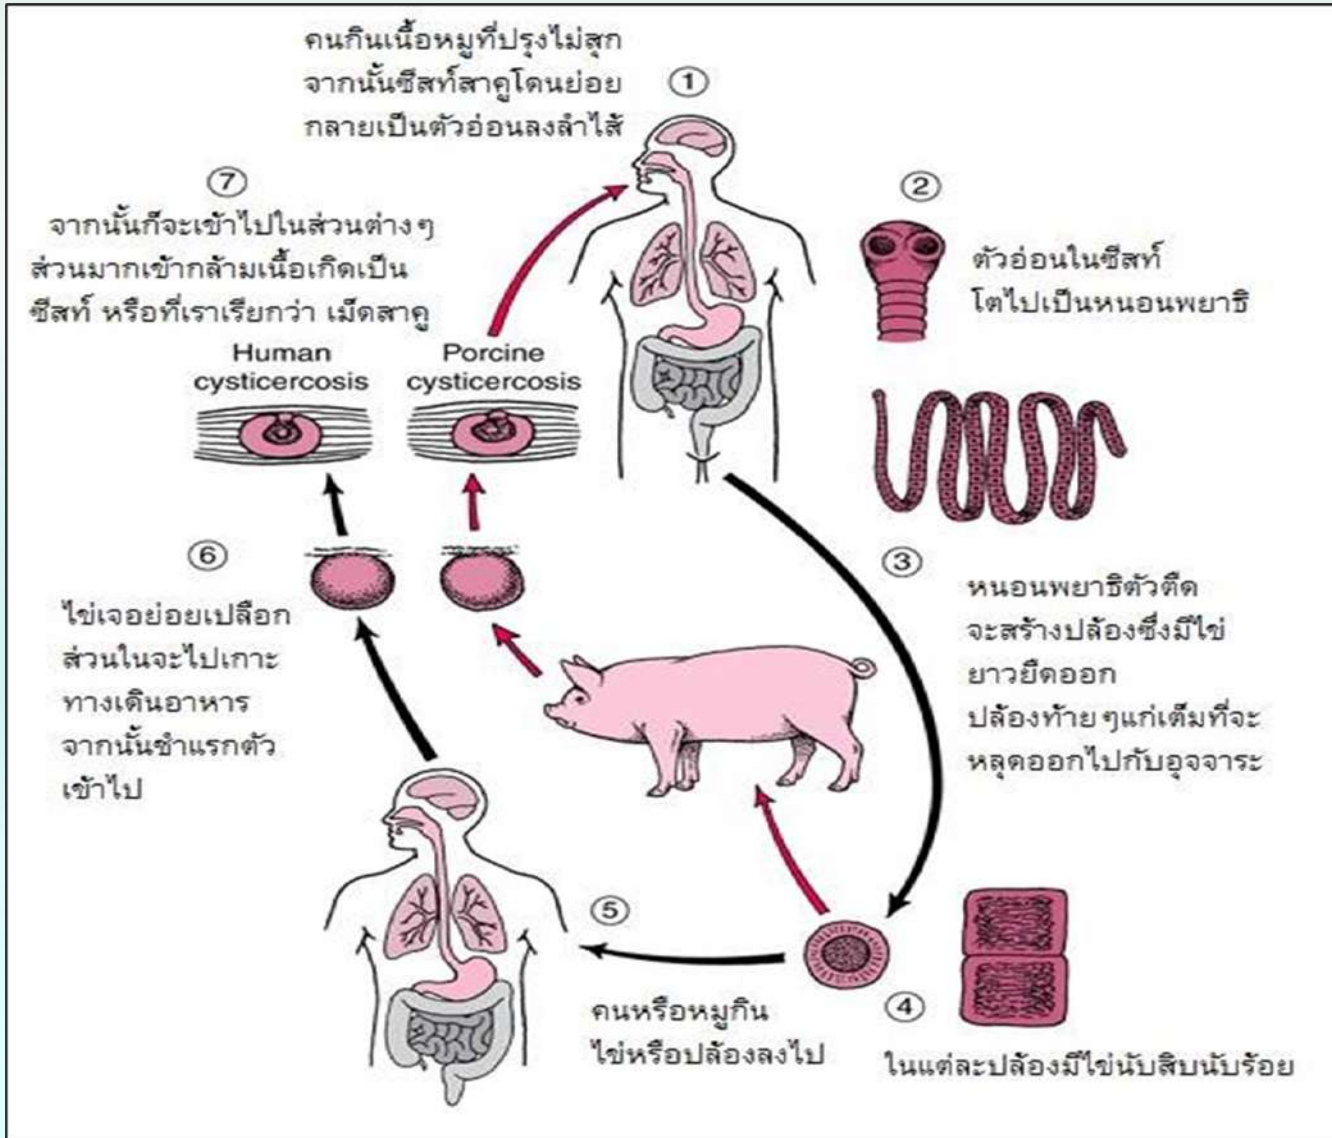 คนกินเนื้อหมูที่ปรุงไม่สุก
จากนั้นซีสท์สาคูโดนย่อย
กลายเป็นตัวอ่อนลงลำไส้
①
②
ตัวอ่อนในซีสท์
โตไปเป็นหนอนพยาธิ
③
หนอนพยาธิตัวตืด
จะสร้างปล้องซึ่งมีไข่
ยาวยืดออก
ปล้องท้ายๆแก่เต็มที่จะ
หลุดออกไปกับอุจจาระ
④
ในแต่ละปล้องมีไข่นับสิบนับร้อย
⑤
คนหรือหมูกิน
ไข่หรือปล้องลงไป
⑥
ไข่เจอย่อยเปลือก
ส่วนในจะไปเกาะ
ทางเดินอาหาร
จากนั้นชำแรกตัว
เข้าไป
⑦
จากนั้นก็จะเข้าไปในส่วนต่างๆ
ส่วนมากเข้ากล้ามเนื้อเกิดเป็น
ซีสท์ หรือที่เราเรียกว่า เม็ดสาคู
Human
cysticercosis
Porcine
cysticercosis